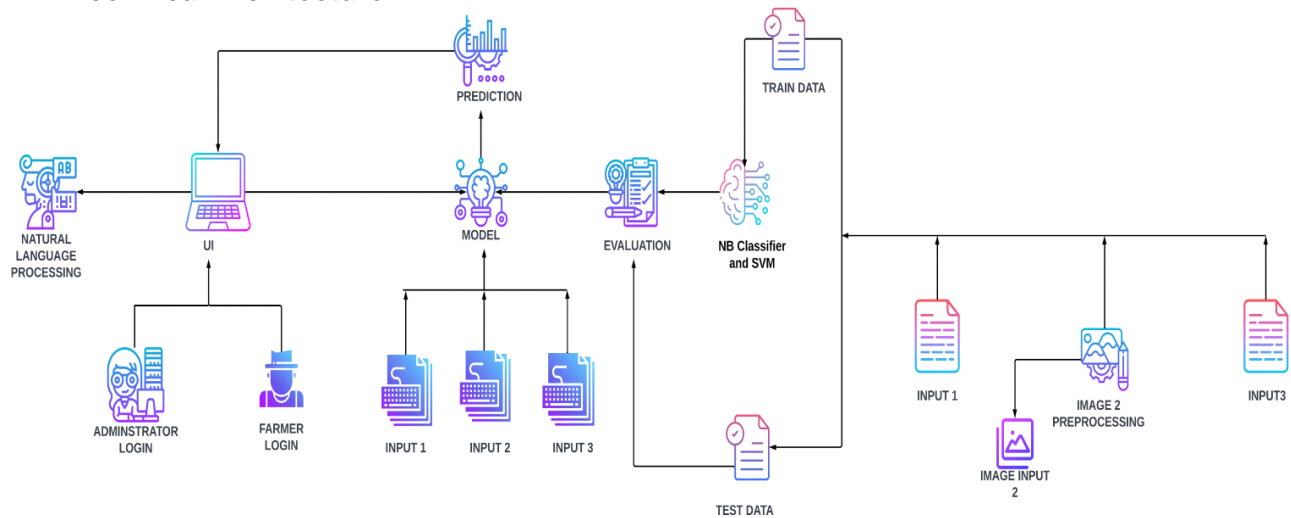 TRAIN DATA
PREDICTION
AB
NATURAL
LANGUAGE
PROCESSING
UI
MODEL
EVALUATION
NB Classifier
and SVM
ADMINSTRATOR
LOGIN
FARMER
LOGIN
INPUT 1
INPUT 2
INPUT 3
INPUT 1
IMAGE 2
PREPROCESSING
INPUT3
IMAGE INPUT
2
TEST DATA